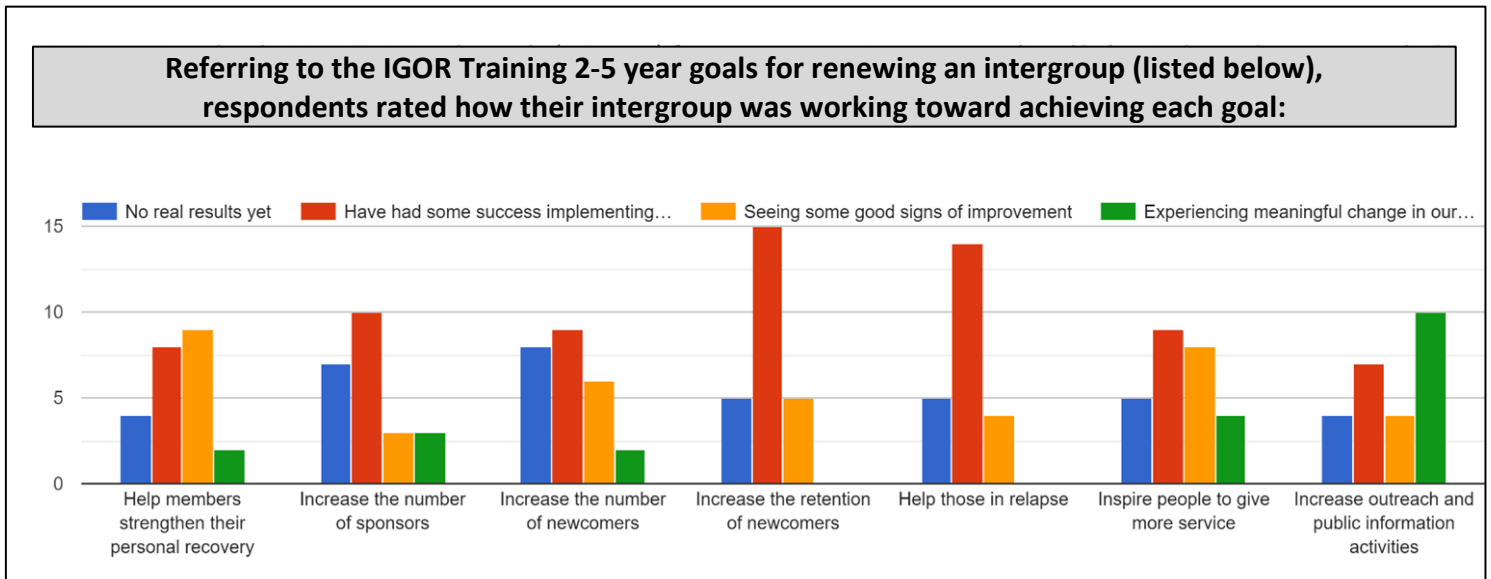 Referring to the IGOR Training 2-5 year goals for renewing an intergroup (listed below),
respondents rated how their intergroup was working toward achieving each goal:
No real results yet
Have had some success implementing…
Seeing some good signs of improvement
Experiencing meaningful change in our…
15
10
5
0
Help members
strengthen their
personal recovery
Increase the number
of sponsors
Increase the number
of newcomers
Increase the retention
of newcomers
Help those in relapse
Inspire people to give
more service
Increase outreach and
public information
activities